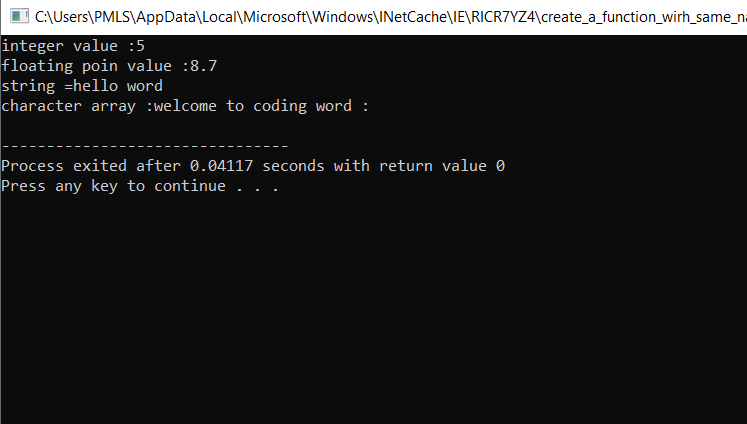 C:\Users\PMLS\AppData\Local\Microsoft\Windows\INetCache\IE\RICR7YZ4\create_a_function_wirh_same_na
integer value :5
floating poin value :8.7
string =hello word
character array :welcome to coding word :
--------------------------------
Process exited after 0.04117 seconds with return value 0
Press any key to continue . . .